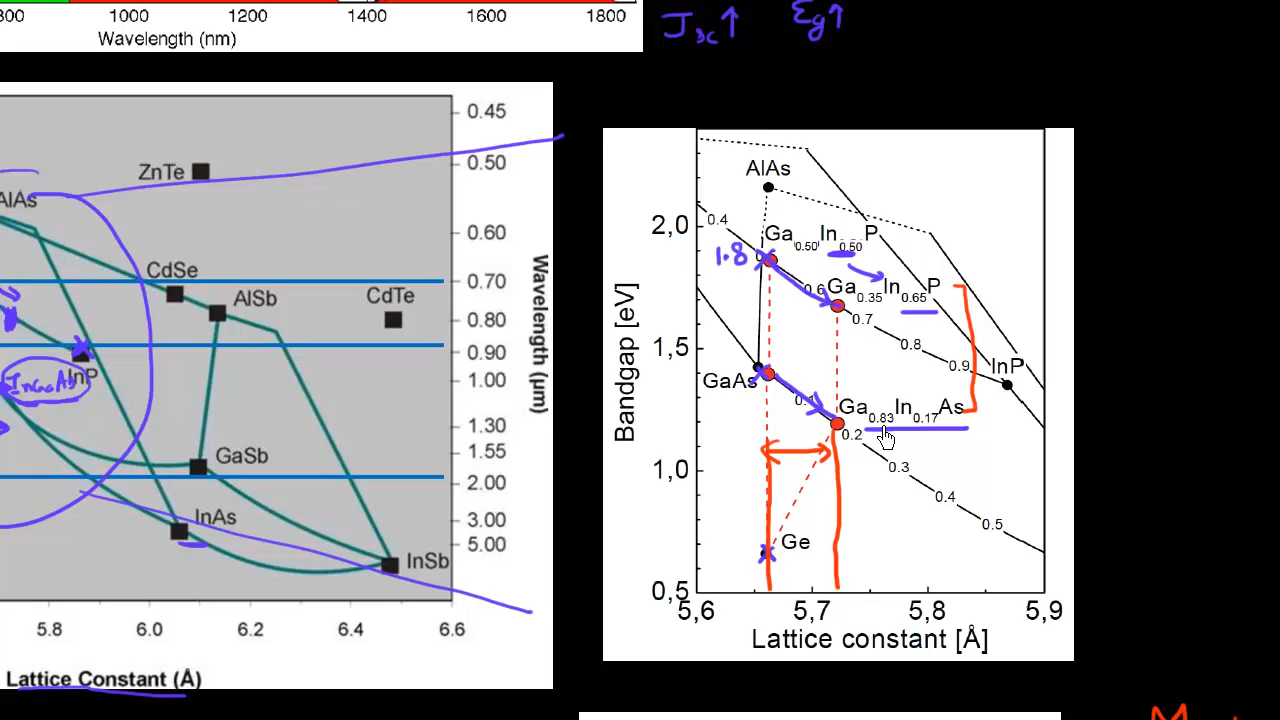 800 1000 1200 1400 1600 1800
Wavelength (nm)
J_sc ↑ Eg ↑
ZnTe
AlAs
CdSe
AlSb
CdTe
InP
InGaAs
GaSb
InAs
InSb
0.45
0.50
0.60
0.70
0.80
0.90
1.00
1.30
1.55
2.00
3.00
5.00
Wavelength (μm)
5.8 6.0 6.2 6.4 6.6
Lattice Constant (Å)
Bandgap [eV]
2,0
1,5
1,0
0,5
AlAs
0.4
Ga0.50In0.50P
1.8
0.6
Ga0.35In0.65P
0.7
0.8
0.9
InP
GaAs
0.1
Ga0.83In0.17As
0.2
0.3
0.4
0.5
Ge
5,6 5,7 5,8 5,9
Lattice constant [Å]